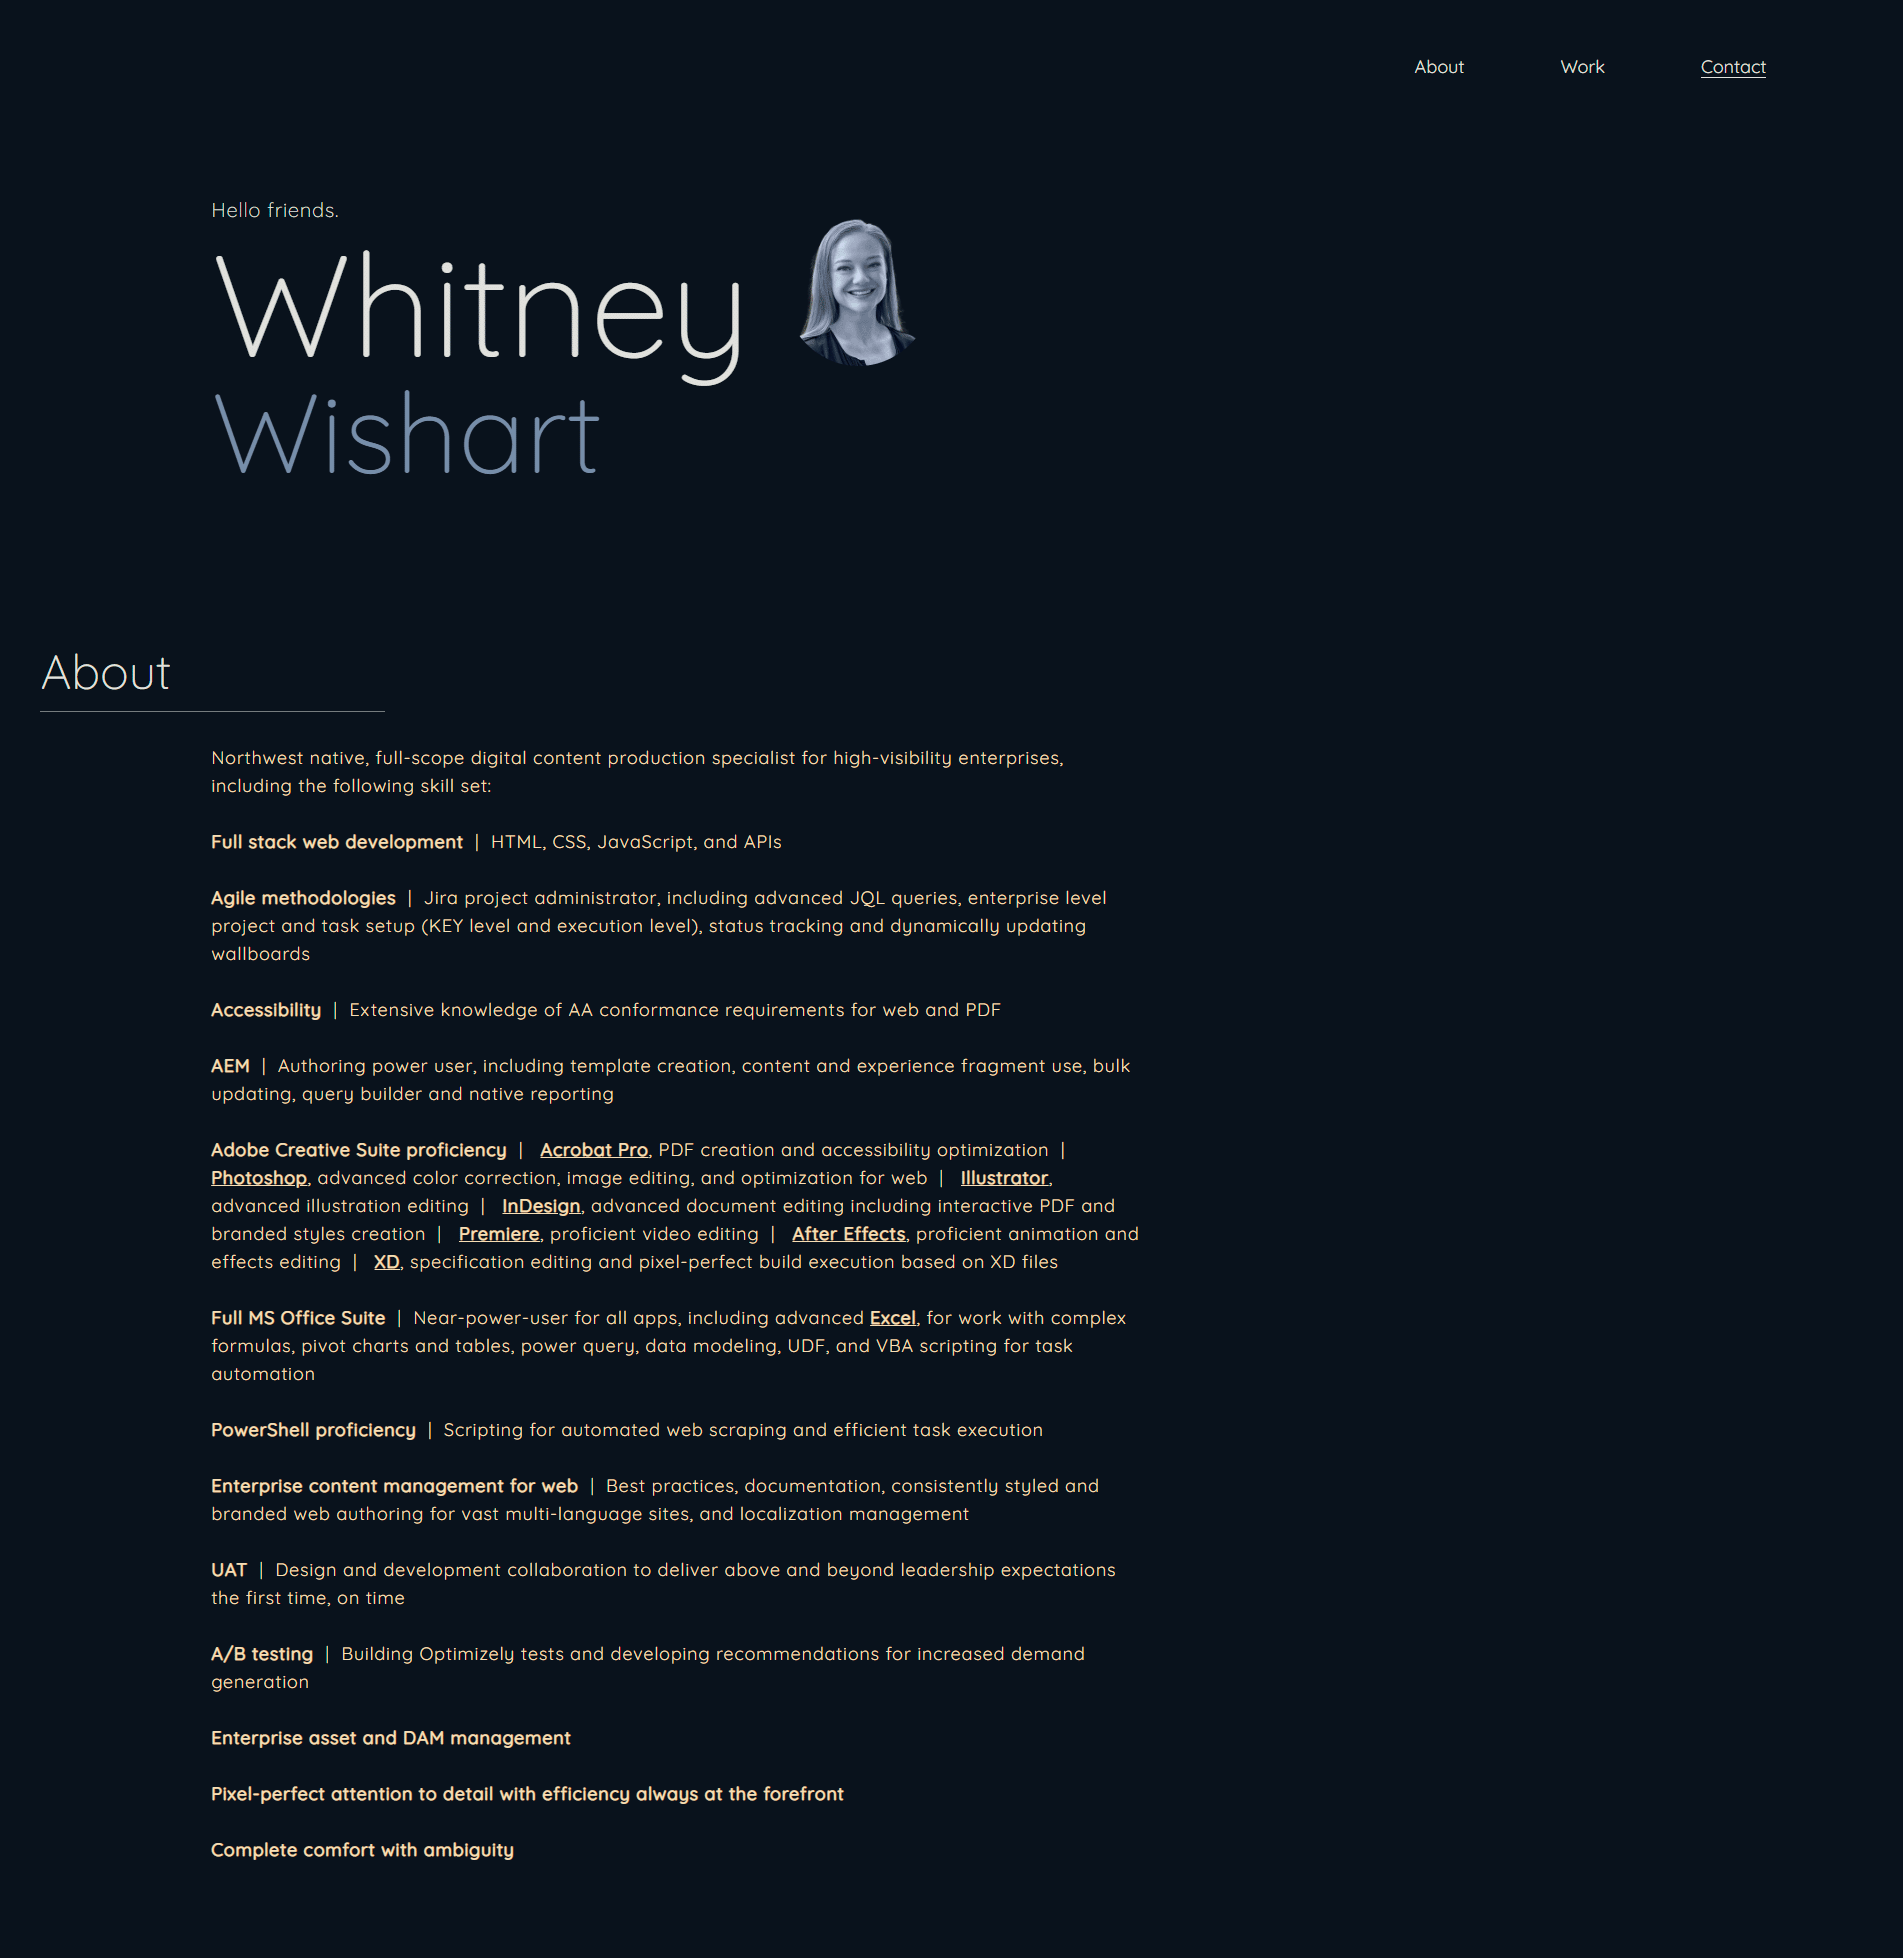 About Work Contact
Hello friends.
Whitney
Wishart
About
Northwest native, full-scope digital content production specialist for high-visibility enterprises,
including the following skill set:
Full stack web development | HTML, CSS, JavaScript, and APIs
Agile methodologies | Jira project administrator, including advanced JQL queries, enterprise level
project and task setup (KEY level and execution level), status tracking and dynamically updating
wallboards
Accessibility | Extensive knowledge of AA conformance requirements for web and PDF
AEM | Authoring power user, including template creation, content and experience fragment use, bulk
updating, query builder and native reporting
Adobe Creative Suite proficiency | Acrobat Pro, PDF creation and accessibility optimization |
Photoshop, advanced color correction, image editing, and optimization for web | Illustrator,
advanced illustration editing | InDesign, advanced document editing including interactive PDF and
branded styles creation | Premiere, proficient video editing | After Effects, proficient animation and
effects editing | XD, specification editing and pixel-perfect build execution based on XD files
Full MS Office Suite | Near-power-user for all apps, including advanced Excel, for work with complex
formulas, pivot charts and tables, power query, data modeling, UDF, and VBA scripting for task
automation
PowerShell proficiency | Scripting for automated web scraping and efficient task execution
Enterprise content management for web | Best practices, documentation, consistently styled and
branded web authoring for vast multi-language sites, and localization management
UAT | Design and development collaboration to deliver above and beyond leadership expectations
the first time, on time
A/B testing | Building Optimizely tests and developing recommendations for increased demand
generation
Enterprise asset and DAM management
Pixel-perfect attention to detail with efficiency always at the forefront
Complete comfort with ambiguity